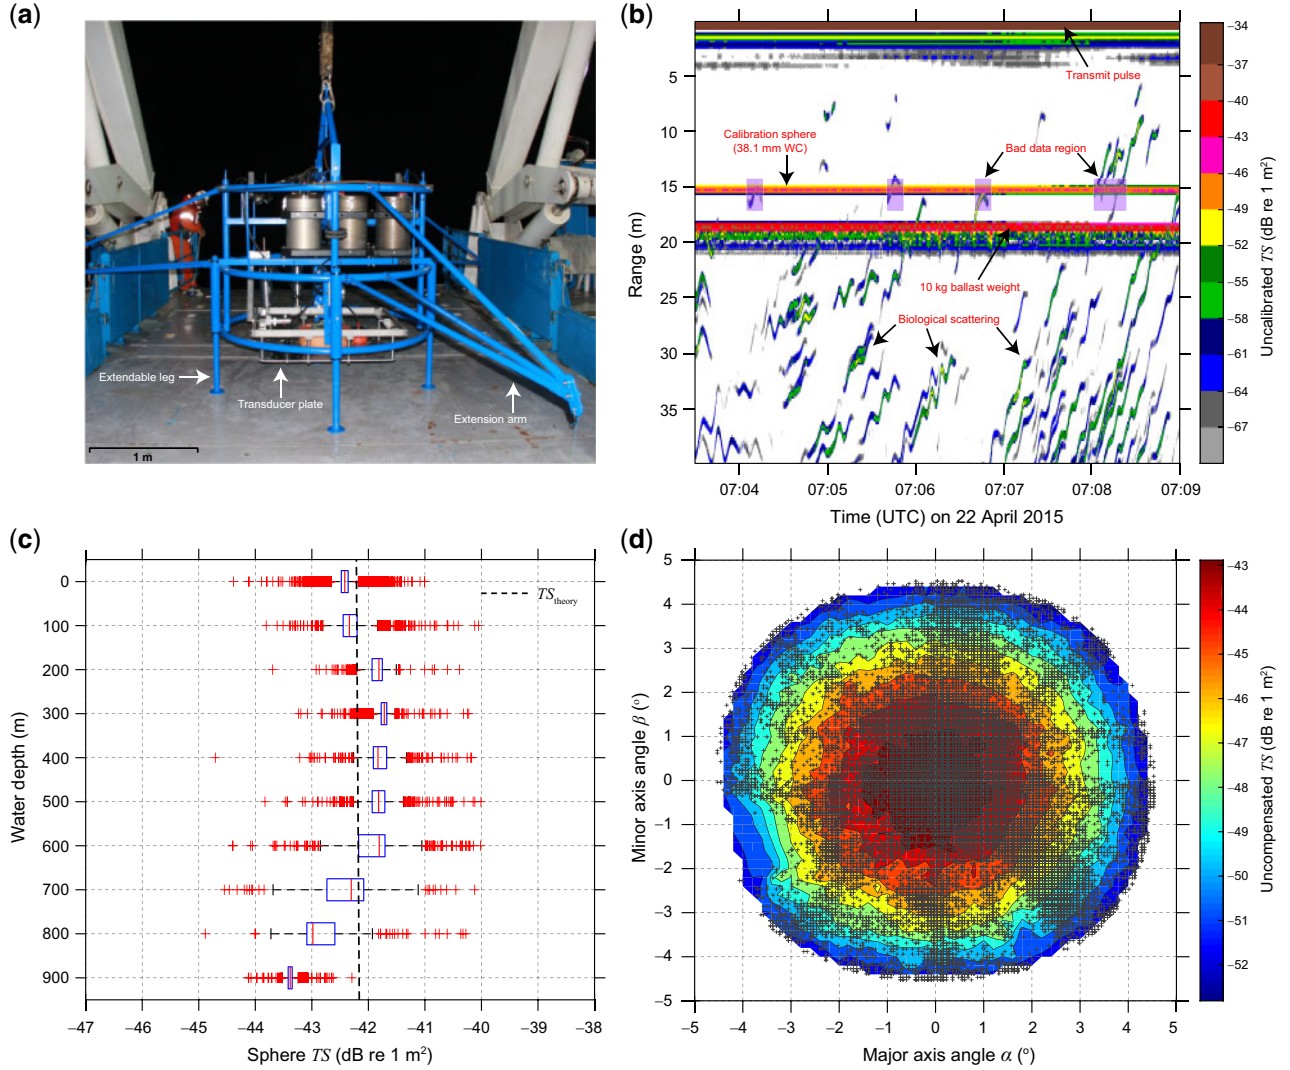 (a)
Extendable leg
Transducer plate
Extension arm
1 m
(b)
Transmit pulse
Calibration sphere
(38.1 mm WC)
Bad data region
10 kg ballast weight
Biological scattering
Range (m)
5
10
15
20
25
30
35
07:04 07:05 07:06 07:07 07:08 07:09
Time (UTC) on 22 April 2015
−34
−37
−40
−43
−46
−49
−52
−55
−58
−61
−64
−67
Uncalibrated TS (dB re 1 m²)
(c)
TS theory
Water depth (m)
0
100
200
300
400
500
600
700
800
900
−47 −46 −45 −44 −43 −42 −41 −40 −39 −38
Sphere TS (dB re 1 m²)
(d)
Minor axis angle β (°)
5
4
3
2
1
0
−1
−2
−3
−4
−5
−5 −4 −3 −2 −1 0 1 2 3 4 5
Major axis angle α (°)
−43
−44
−45
−46
−47
−48
−49
−50
−51
−52
Uncompensated TS (dB re 1 m²)